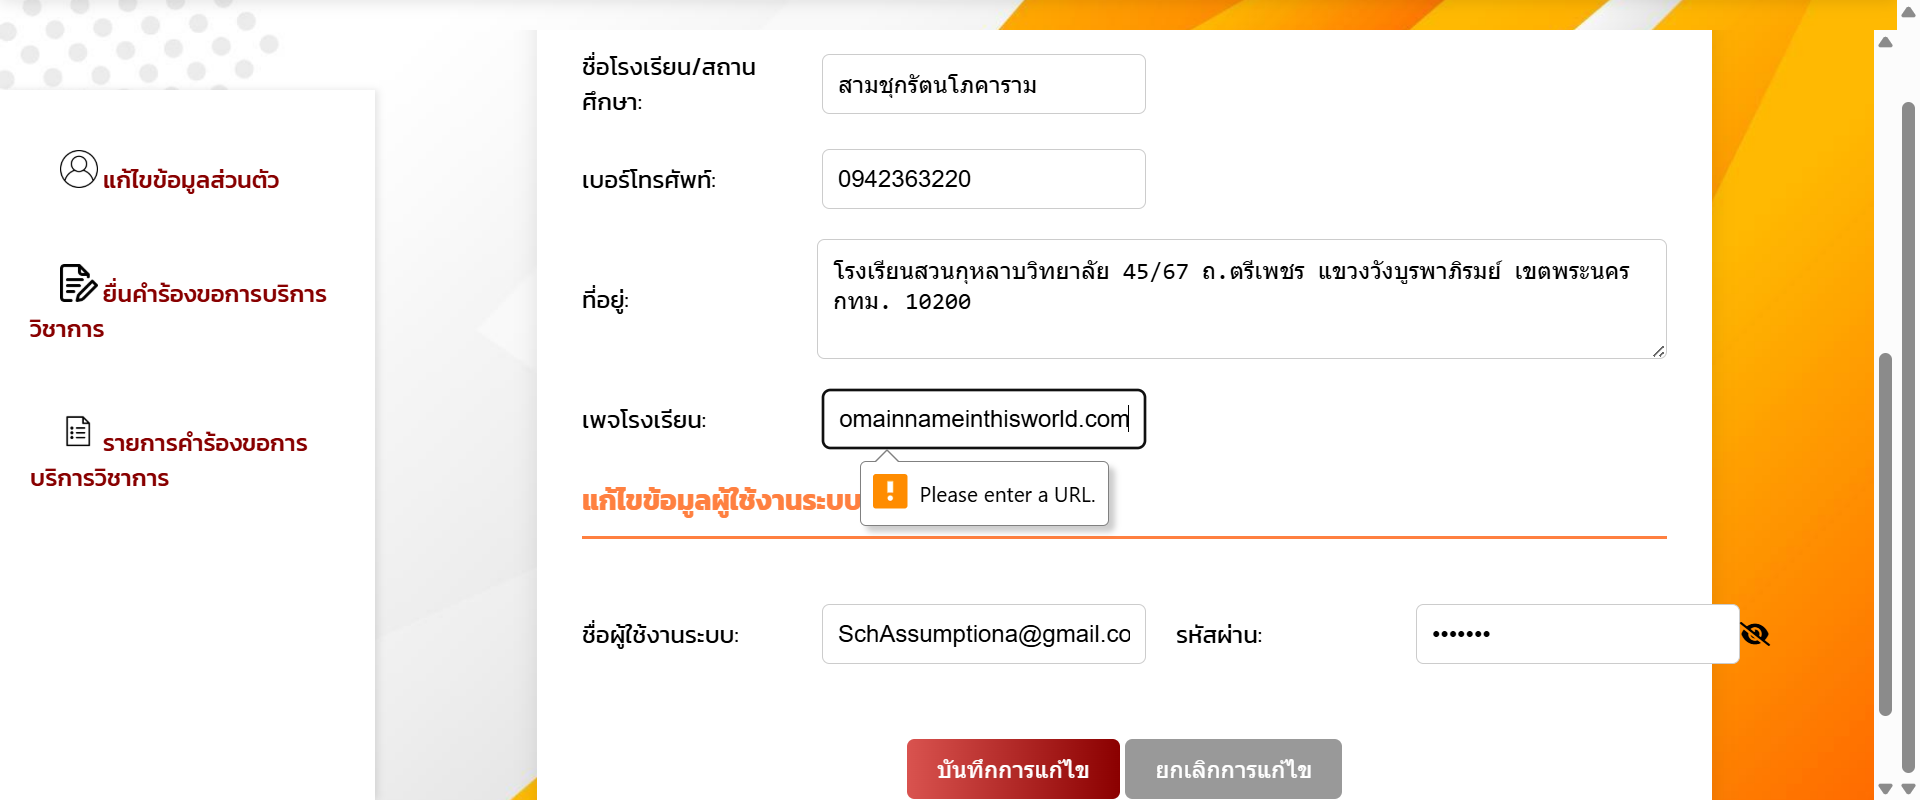 แก้ไขข้อมูลส่วนตัว
ยื่นคำร้องขอการบริการ
วิชาการ
รายการคำร้องขอการ
บริการวิชาการ
ชื่อโรงเรียน/สถาน
ศึกษา:
สามชุกรัตนโภคาราม
เบอร์โทรศัพท์:
0942363220
ที่อยู่:
โรงเรียนสวนกุหลาบวิทยาลัย 45/67 ถ.ตรีเพชร แขวงวังบูรพาภิรมย์ เขตพระนคร
กทม. 10200
เพจโรงเรียน:
omainnameinthisworld.com
Please enter a URL.
แก้ไขข้อมูลผู้ใช้งานระบบ
ชื่อผู้ใช้งานระบบ:
SchAssumptiona@gmail.co
รหัสผ่าน:
•••••••
บันทึกการแก้ไข
ยกเลิกการแก้ไข